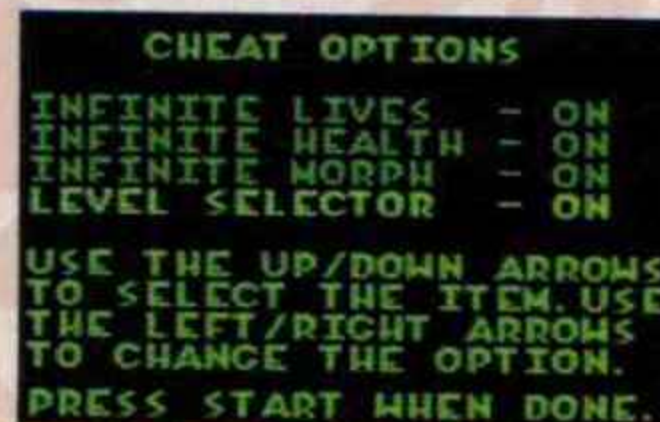 CHEAT OPTIONS
INFINITE LIVES - ON
INFINITE HEALTH - ON
INFINITE MORPH - ON
LEVEL SELECTOR - ON
USE THE UP/DOWN ARROWS
TO SELECT THE ITEM.USE
THE LEFT/RIGHT ARROWS
TO CHANGE THE OPTION.
PRESS START WHEN DONE.